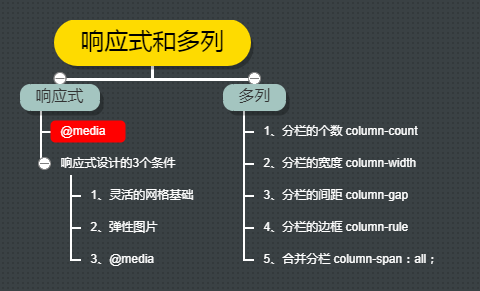 响应式和多列
响应式
@media
响应式设计的3个条件
1、灵活的网格基础
2、弹性图片
3、@media
多列
1、分栏的个数 column-count
2、分栏的宽度 column-width
3、分栏的间距 column-gap
4、分栏的边框 column-rule
5、合并分栏 column-span：all；